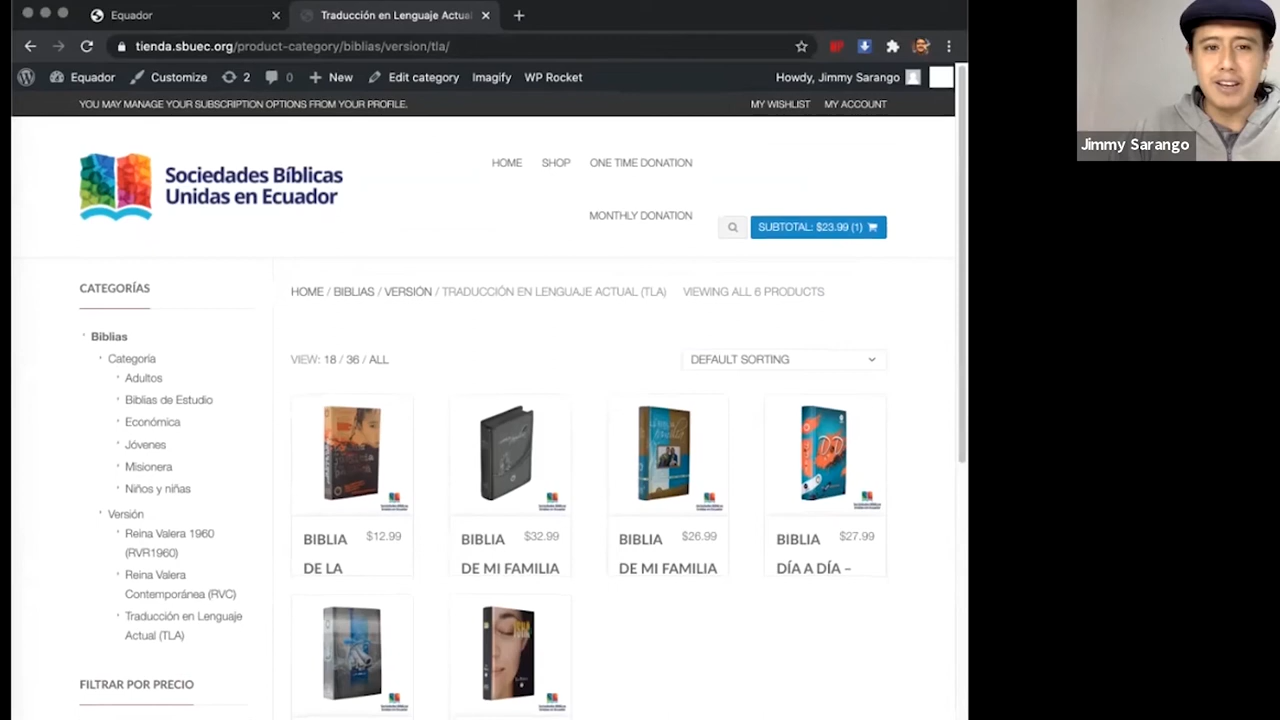 Equador
Traducción en Lenguaje Actual
tienda.sbuec.org/product-category/biblias/version/tla/
Equador Customize 2 0 New Edit category Imagify WP Rocket Howdy, Jimmy Sarango
YOU MAY MANAGE YOUR SUBSCRIPTION OPTIONS FROM YOUR PROFILE. MY WISHLIST MY ACCOUNT
Sociedades Bíblicas
Unidas en Ecuador
HOME SHOP ONE TIME DONATION
MONTHLY DONATION
SUBTOTAL: $23.99 (1)
Jimmy Sarango
CATEGORÍAS
Biblias
Categoría
Adultos
Biblias de Estudio
Económica
Jóvenes
Misionera
Niños y niñas
Versión
Reina Valera 1960
(RVR1960)
Reina Valera
Contemporánea (RVC)
Traducción en Lenguaje
Actual (TLA)
FILTRAR POR PRECIO
HOME / BIBLIAS / VERSIÓN / TRADUCCIÓN EN LENGUAJE ACTUAL (TLA) VIEWING ALL 6 PRODUCTS
VIEW: 18 / 36 / ALL
DEFAULT SORTING
BIBLIA $12.99
DE LA
BIBLIA $32.99
DE MI FAMILIA
BIBLIA $26.99
DE MI FAMILIA
BIBLIA $27.99
DÍA A DÍA –